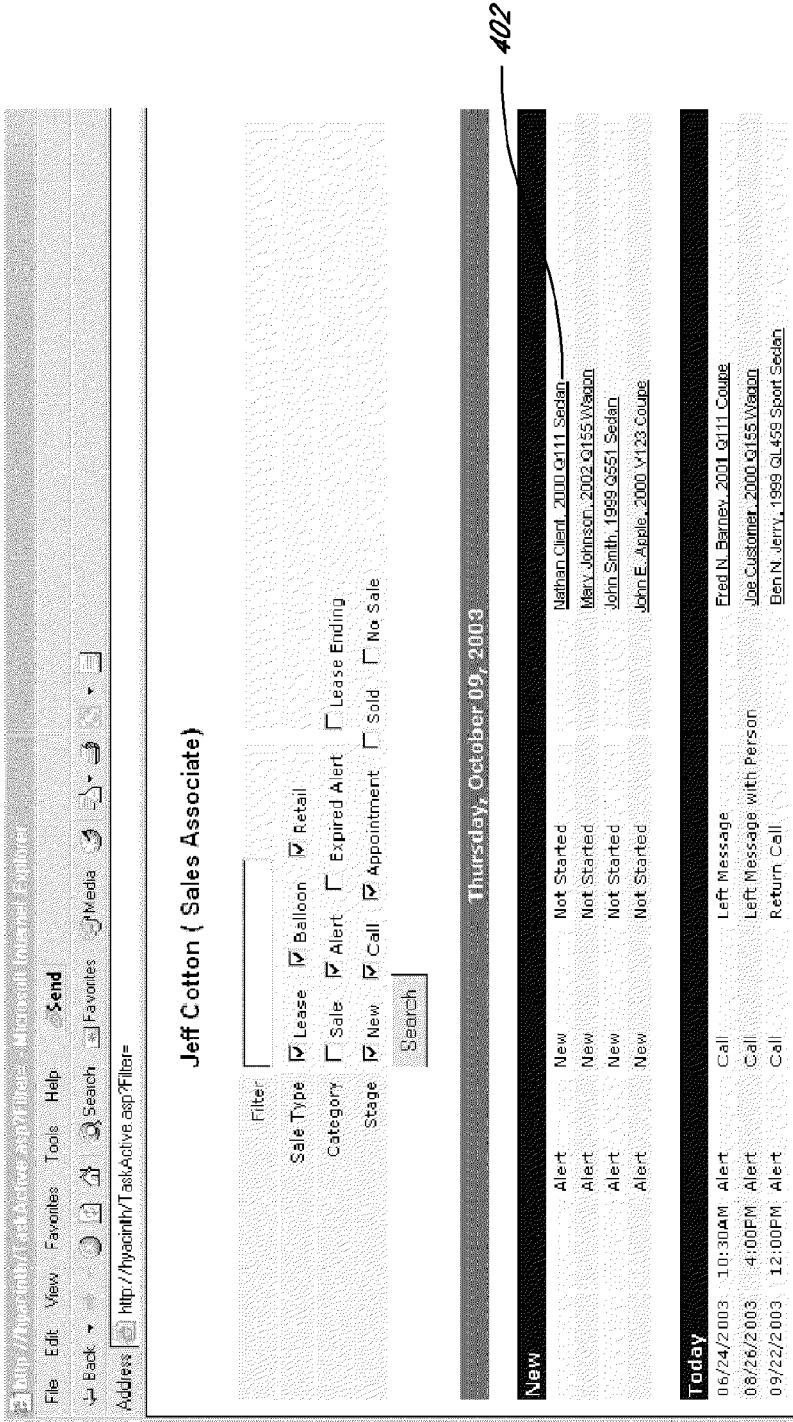 http://hyacinth/TaskActive.asp?Filter= - Microsoft Internet Explorer
File Edit View Favorites Tools Help Send
Back Search Favorites Media
Address http://hyacinth/TaskActive.asp?Filter=
Jeff Cotton ( Sales Associate)
Filter
Sale Type Lease Balloon Retail
Category Sale Alert Expired Alert Lease Ending
Stage New Call Appointment Sold No Sale
Search
Thursday, October 09, 2003
402
New
Alert New Not Started Nathan Client, 2000 Q111 Sedan
Alert New Not Started Mary Johnson, 2002 Q155 Wagon
Alert New Not Started John Smith, 1999 Q551 Sedan
Alert New Not Started John E. Apple, 2000 V123 Coupe
Today
06/24/2003 10:30AM Alert Call Left Message Fred N. Barney, 2001 Q111 Coupe
08/26/2003 4:00PM Alert Call Left Message with Person Joe Customer, 2000 Q155 Wagon
09/22/2003 12:00PM Alert Call Return Call Ben N. Jerry, 1999 QL459 Sport Sedan